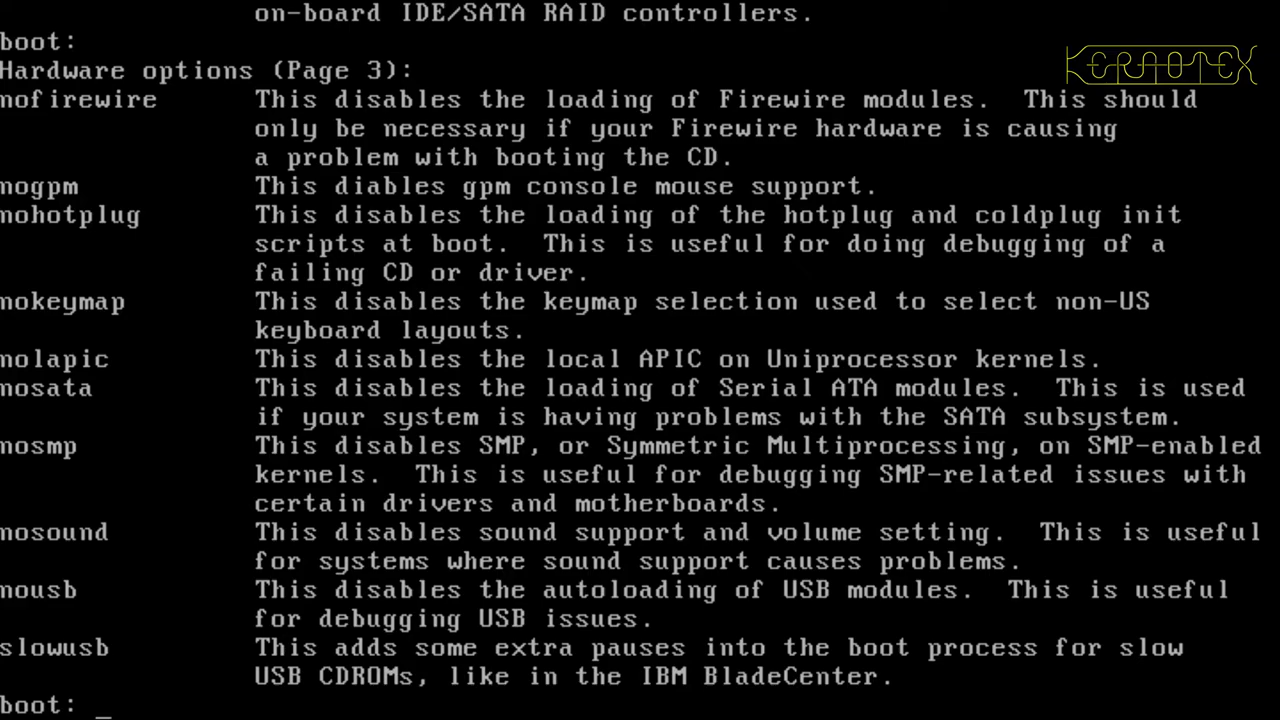 on-board IDE/SATA RAID controllers.
boot:
KERNOTEX
Hardware options (Page 3):
nofirewire This disables the loading of Firewire modules. This should
only be necessary if your Firewire hardware is causing
a problem with booting the CD.
nogpm This diables gpm console mouse support.
nohotplug This disables the loading of the hotplug and coldplug init
scripts at boot. This is useful for doing debugging of a
failing CD or driver.
nokeymap This disables the keymap selection used to select non-US
keyboard layouts.
nolapic This disables the local APIC on Uniprocessor kernels.
nosata This disables the loading of Serial ATA modules. This is used
if your system is having problems with the SATA subsystem.
nosmp This disables SMP, or Symmetric Multiprocessing, on SMP-enabled
kernels. This is useful for debugging SMP-related issues with
certain drivers and motherboards.
nosound This disables sound support and volume setting. This is useful
for systems where sound support causes problems.
nousb This disables the autoloading of USB modules. This is useful
for debugging USB issues.
slowusb This adds some extra pauses into the boot process for slow
USB CDROMs, like in the IBM BladeCenter.
boot: _